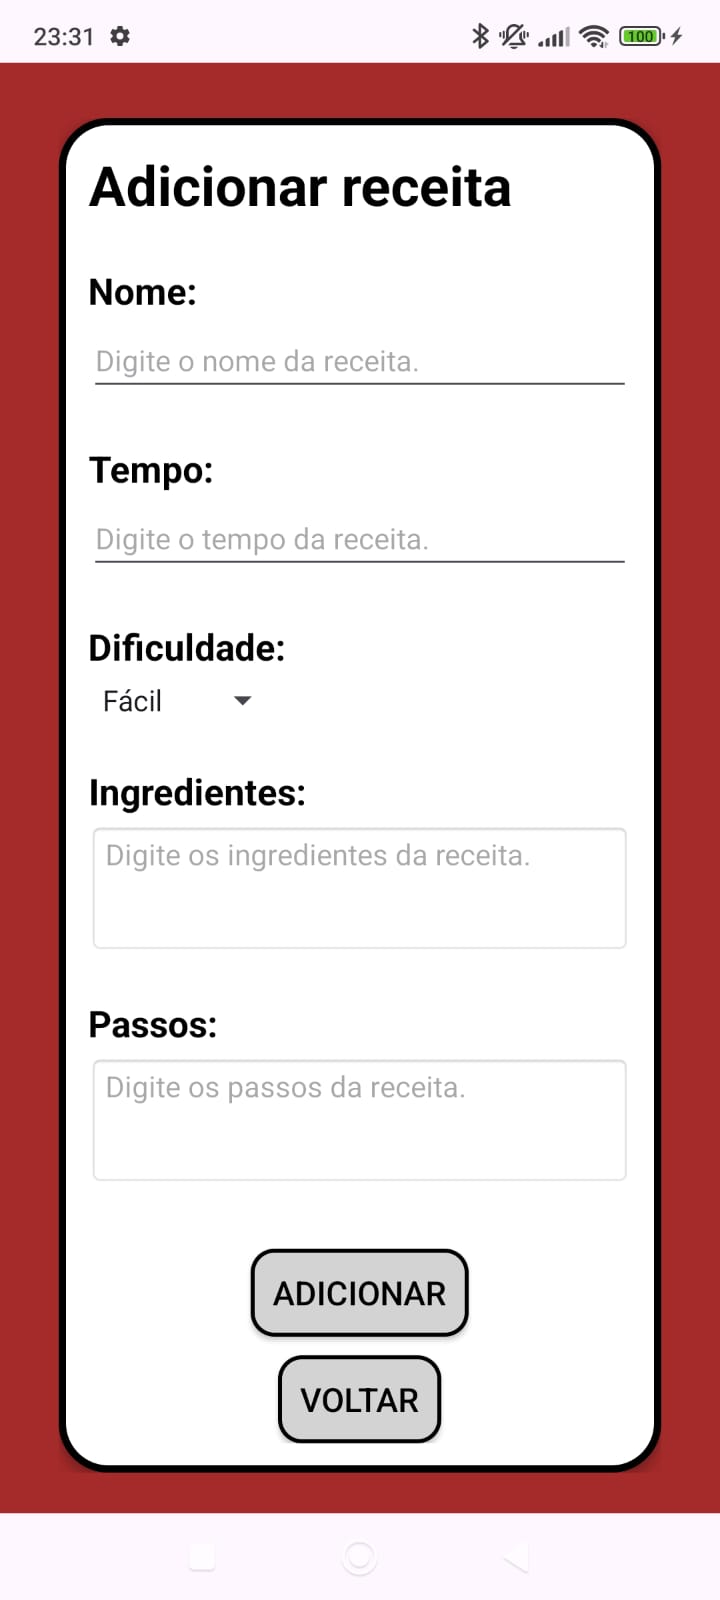 23:31
100
Adicionar receita
Nome:
Digite o nome da receita.
Tempo:
Digite o tempo da receita.
Dificuldade:
Fácil
Ingredientes:
Digite os ingredientes da receita.
Passos:
Digite os passos da receita.
ADICIONAR
VOLTAR